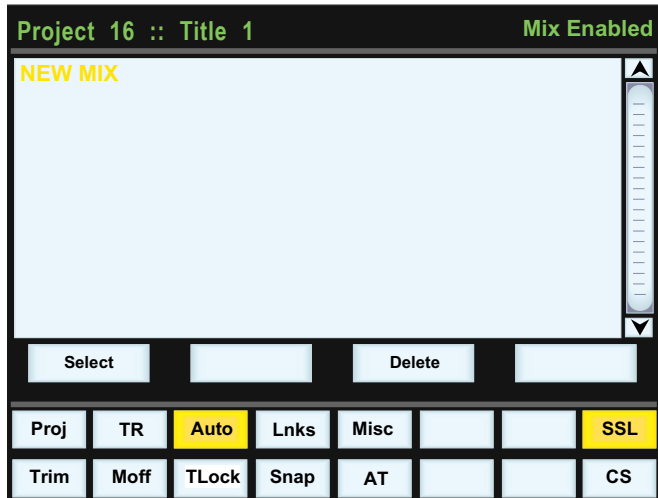 Project 16 :: Title 1 Mix Enabled
NEW MIX
Select Delete
Proj TR Auto Lnks Misc SSL
Trim Moff TLock Snap AT CS